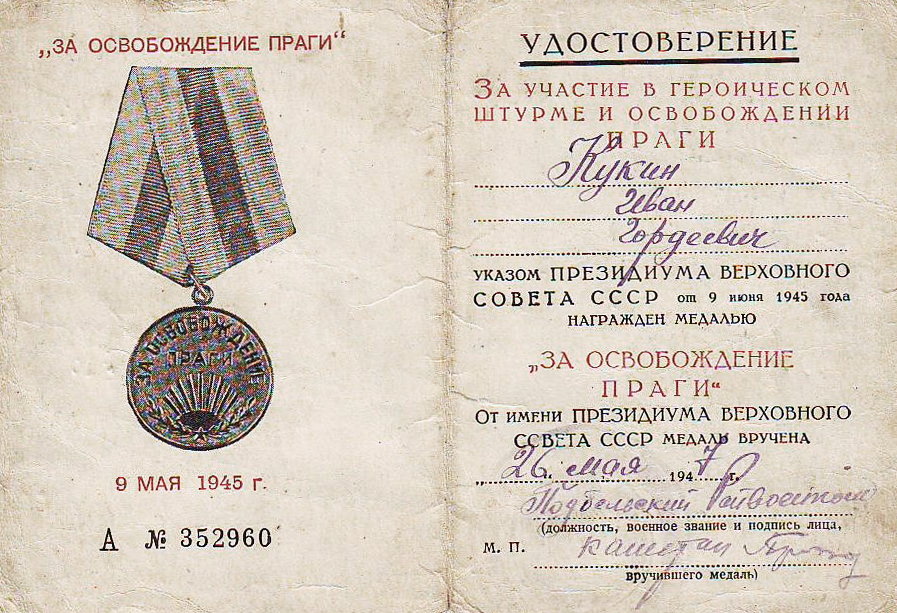 „ЗА ОСВОБОЖДЕНИЕ ПРАГИ“
ЗА ОСВОБОЖДЕНИЕ
ПРАГИ
9 МАЯ 1945 г.
А № 352960
УДОСТОВЕРЕНИЕ
ЗА УЧАСТИЕ В ГЕРОИЧЕСКОМ
ШТУРМЕ И ОСВОБОЖДЕНИИ
ПРАГИ
Кукин
Иван
Гордеевич
УКАЗОМ ПРЕЗИДИУМА ВЕРХОВНОГО
СОВЕТА СССР от 9 июня 1945 года
НАГРАЖДЕН МЕДАЛЬЮ
„ЗА ОСВОБОЖДЕНИЕ
ПРАГИ“
От имени ПРЕЗИДИУМА ВЕРХОВНОГО
СОВЕТА СССР МЕДАЛЬ ВРУЧЕНА
„26“ мая 1947 г.
Подбельский Райвоенком
(должность, военное звание и подпись лица,
М. П. капитан
вручившего медаль)